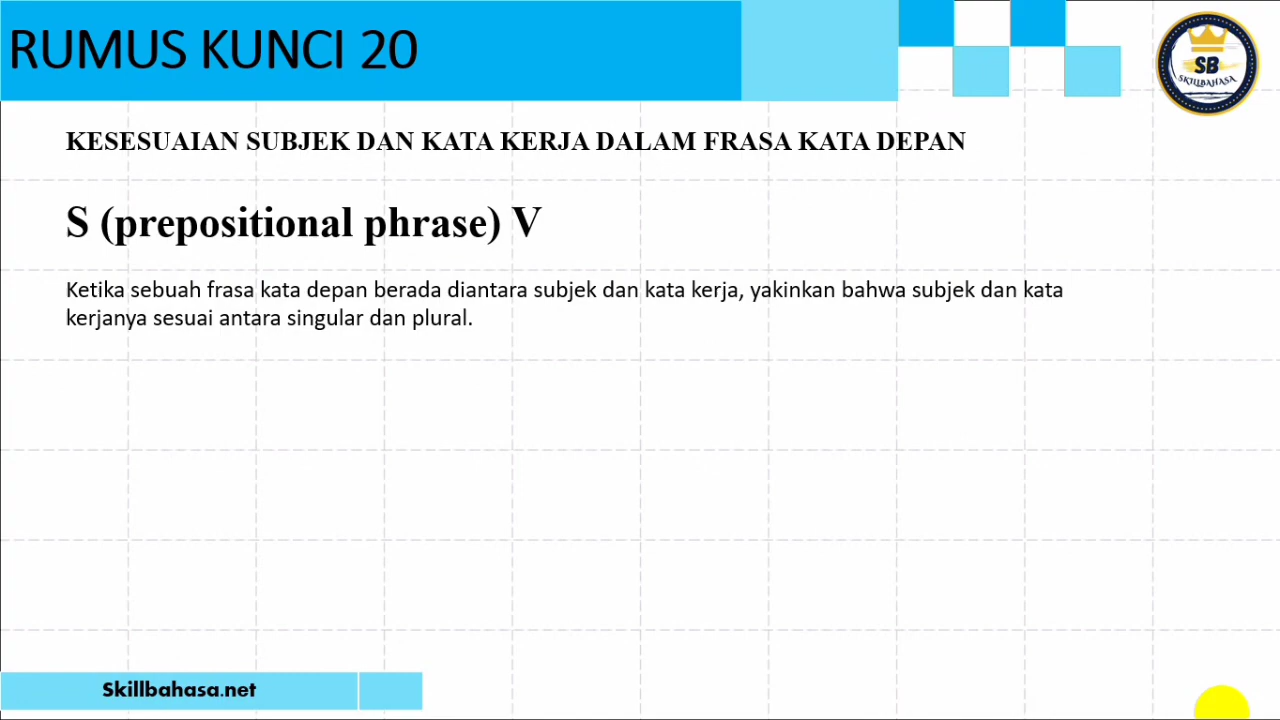 RUMUS KUNCI 20
SB
SKILLBAHASA
KESESUAIAN SUBJEK DAN KATA KERJA DALAM FRASA KATA DEPAN
S (prepositional phrase) V
Ketika sebuah frasa kata depan berada diantara subjek dan kata kerja, yakinkan bahwa subjek dan kata
kerjanya sesuai antara singular dan plural.
Skillbahasa.net